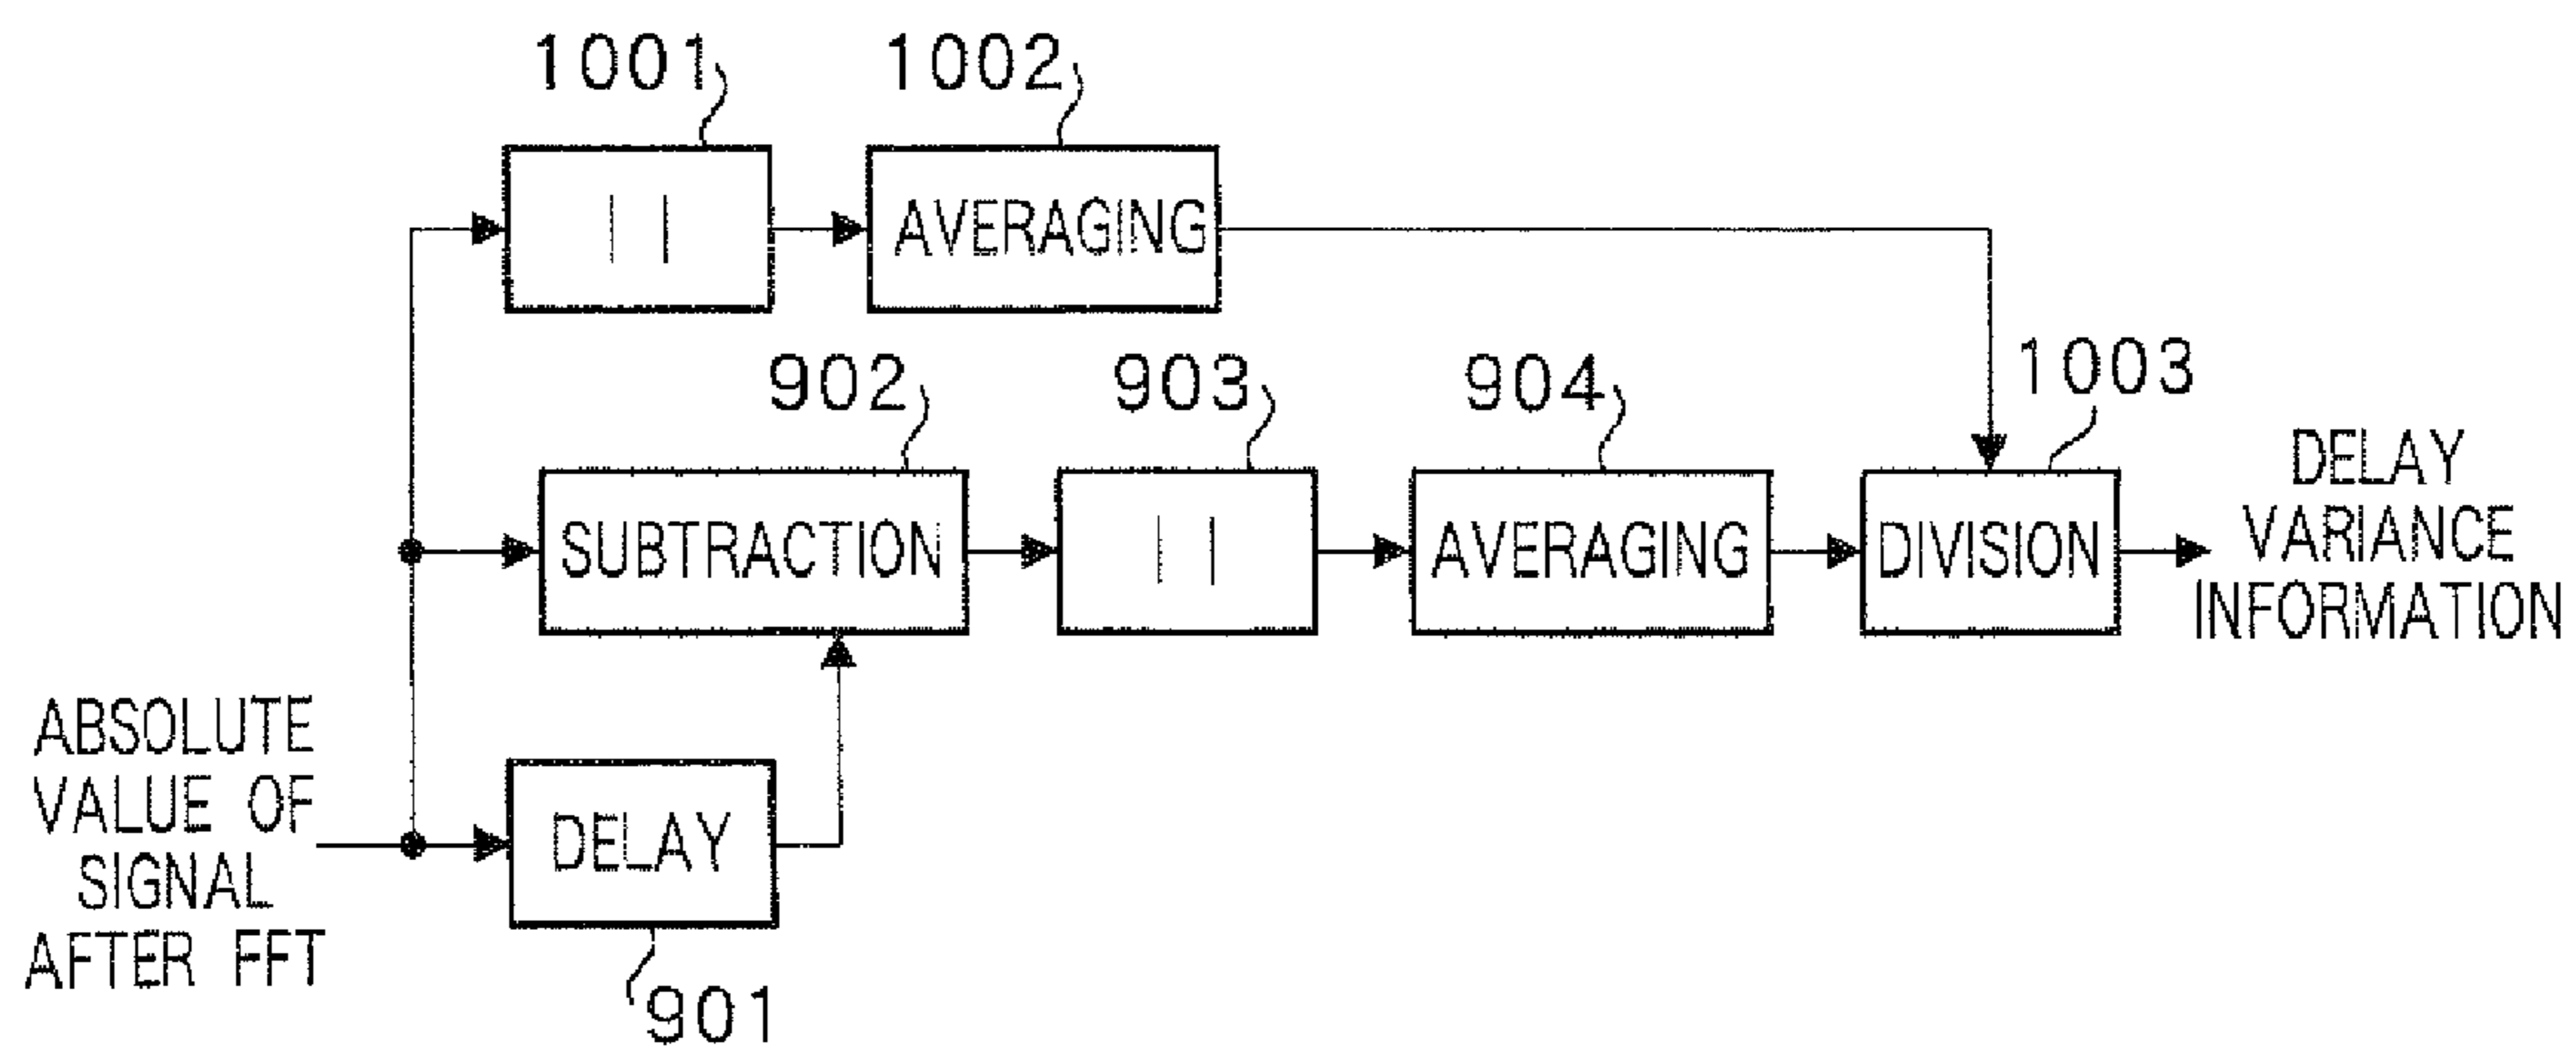 1001 1002
| | AVERAGING
902 903 904 1003
SUBTRACTION | | AVERAGING DIVISION
DELAY
VARIANCE
INFORMATION
ABSOLUTE
VALUE OF
SIGNAL
AFTER FFT
DELAY
901